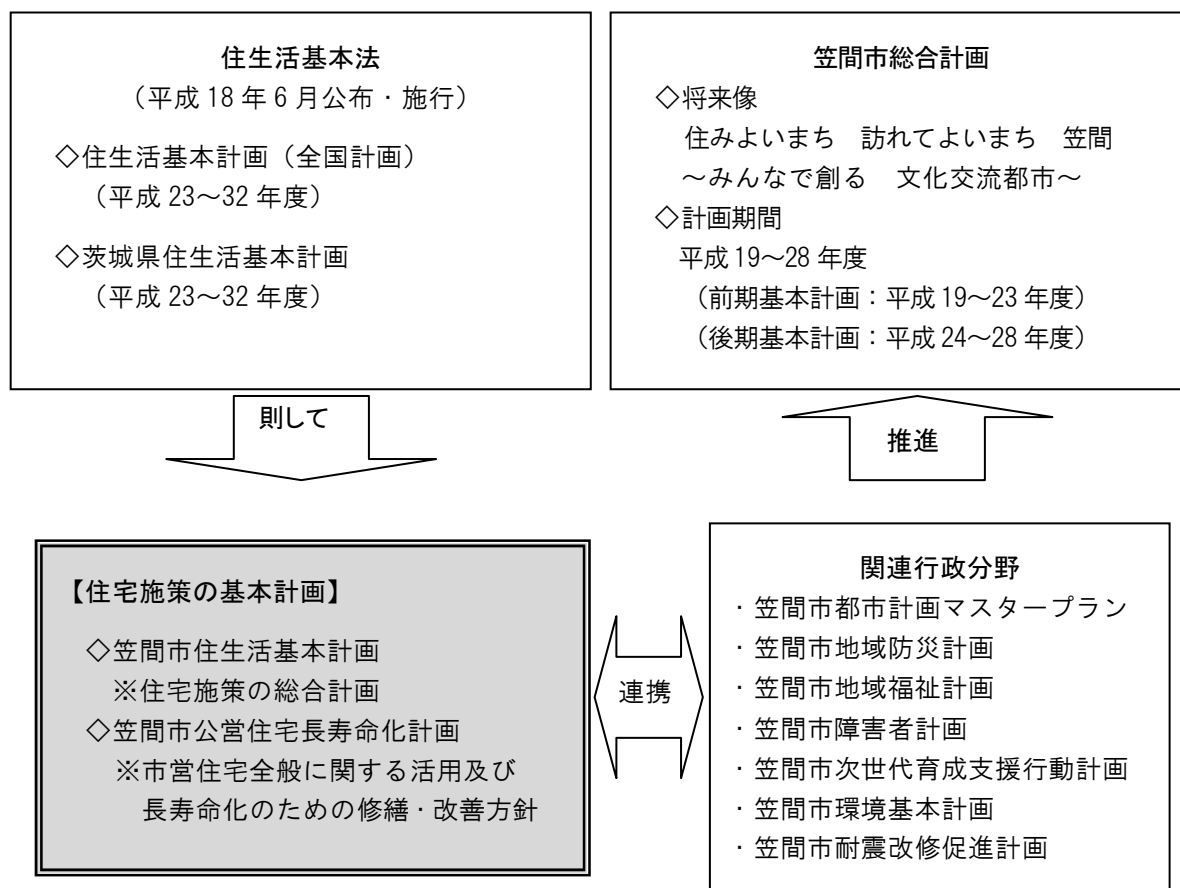 住生活基本法
（平成 18 年 6 月公布・施行）
◇住生活基本計画（全国計画）
（平成 23～32 年度）
◇茨城県住生活基本計画
（平成 23～32 年度）
笠間市総合計画
◇将来像
住みよいまち　訪れてよいまち　笠間
～みんなで創る　文化交流都市～
◇計画期間
平成 19～28 年度
（前期基本計画：平成 19～23 年度）
（後期基本計画：平成 24～28 年度）
則して
推進
【住宅施策の基本計画】
◇笠間市住生活基本計画
※住宅施策の総合計画
◇笠間市公営住宅長寿命化計画
※市営住宅全般に関する活用及び
長寿命化のための修繕・改善方針
連携
関連行政分野
・笠間市都市計画マスタープラン
・笠間市地域防災計画
・笠間市地域福祉計画
・笠間市障害者計画
・笠間市次世代育成支援行動計画
・笠間市環境基本計画
・笠間市耐震改修促進計画